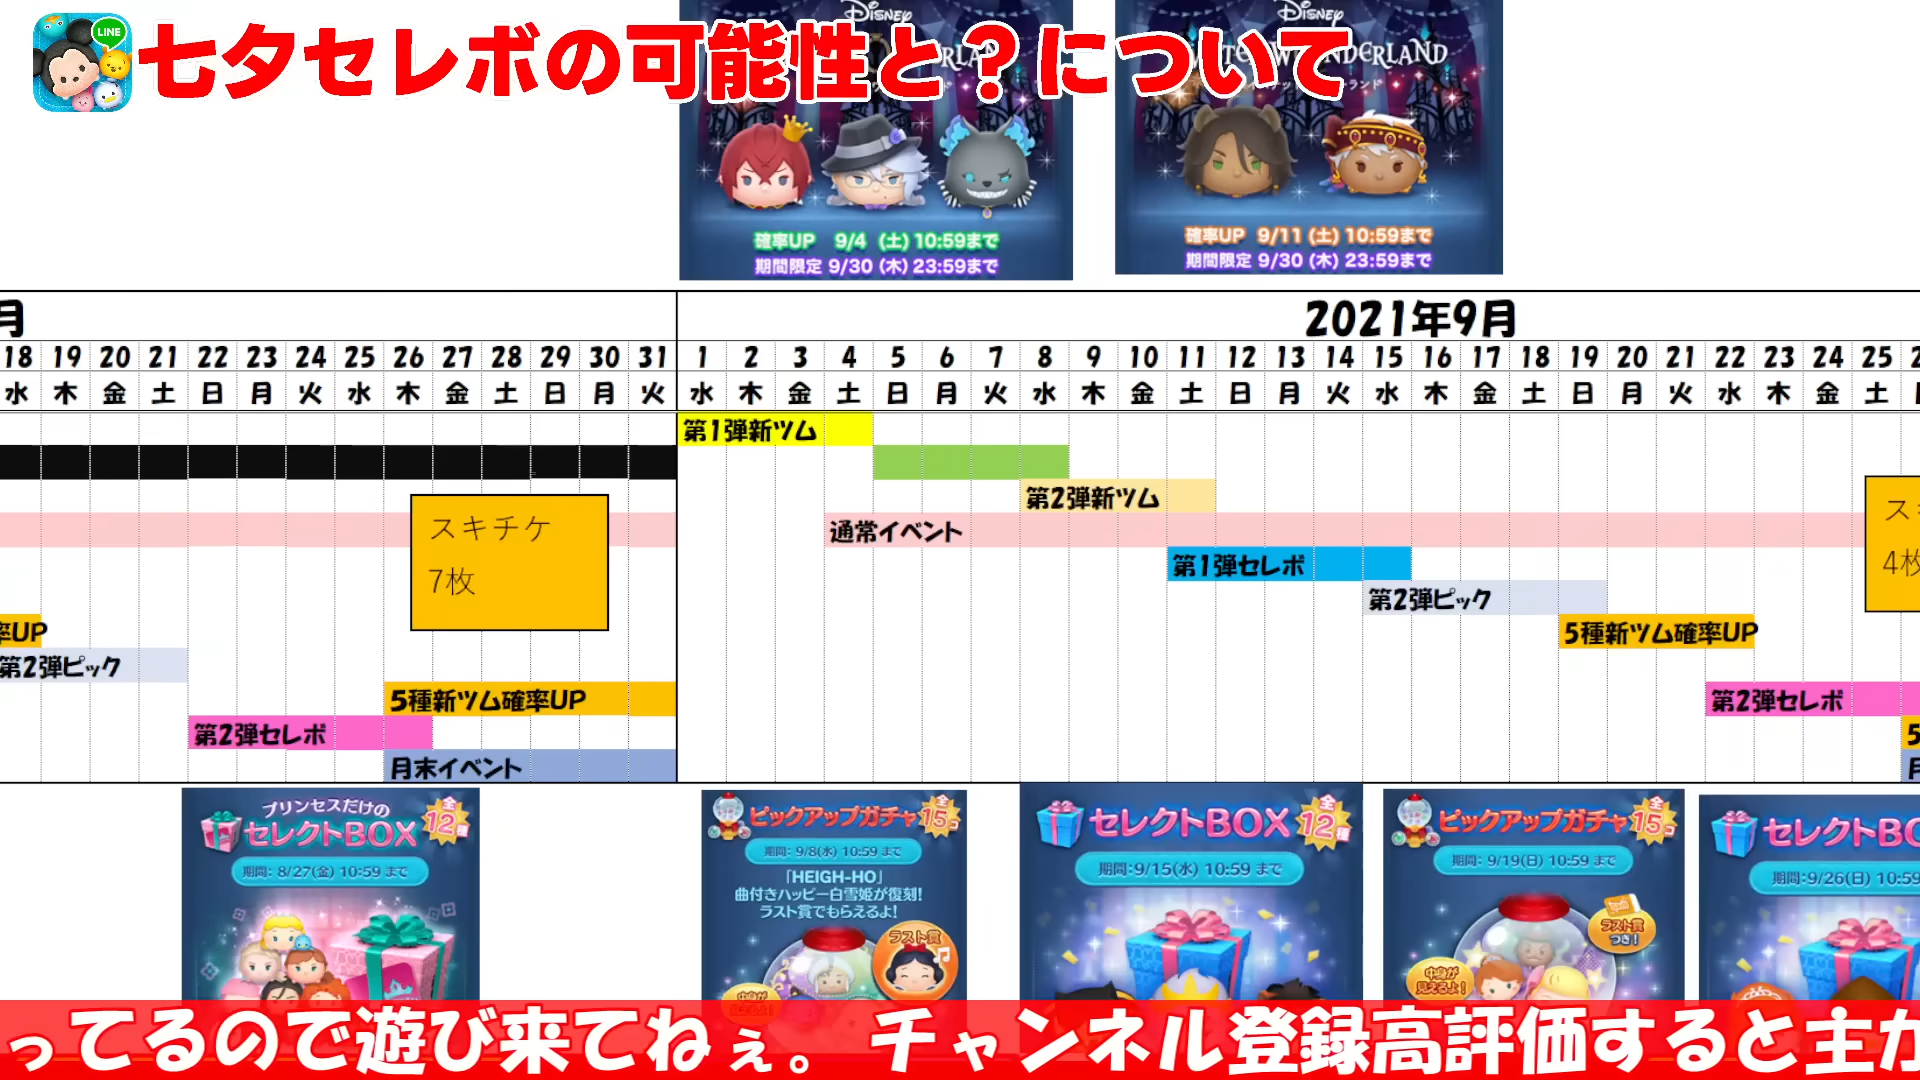 LINE
七夕セレボの可能性と？について
Disney
確率UP 9/4 (土) 10:59まで
期間限定 9/30 (木) 23:59まで
Disney
確率UP 9/11 (土) 10:59まで
期間限定 9/30 (木) 23:59まで
月
2021年9月
18 19 20 21 22 23 24 25 26 27 28 29 30 31 1 2 3 4 5 6 7 8 9 10 11 12 13 14 15 16 17 18 19 20 21 22 23 24 25
水 木 金 土 日 月 火 水 木 金 土 日 月 火 水 木 金 土 日 月 火 水 木 金 土 日 月 火 水 木 金 土 日 月 火 水 木 金 土
第1弾新ツム
第2弾新ツム
スキチケ
7枚
通常イベント
4枚
第1弾セレボ
第2弾ピック
率UP
5種新ツム確率UP
第2弾ピック
5種新ツム確率UP
第2弾セレボ
第2弾セレボ
5
月末イベント
プリンセスだけの
セレクトBOX
全12種
期間: 8/27(金) 10:59 まで
ピックアップガチャ
全15コ
期間: 9/8(水) 10:59 まで
「HEIGH-HO」
曲付きハッピー白雪姫が復刻!
ラスト賞でもらえるよ!
ラスト賞
セレクトBOX
全12種
期間:9/15(水) 10:59 まで
ピックアップガチャ
全15コ
期間: 9/19(日) 10:59 まで
ラスト賞
つき!
中身が
見えるよ!
セレクトBO
期間:9/26(日) 10:59
ってるので遊び来てねぇ。 チャンネル登録高評価すると主か